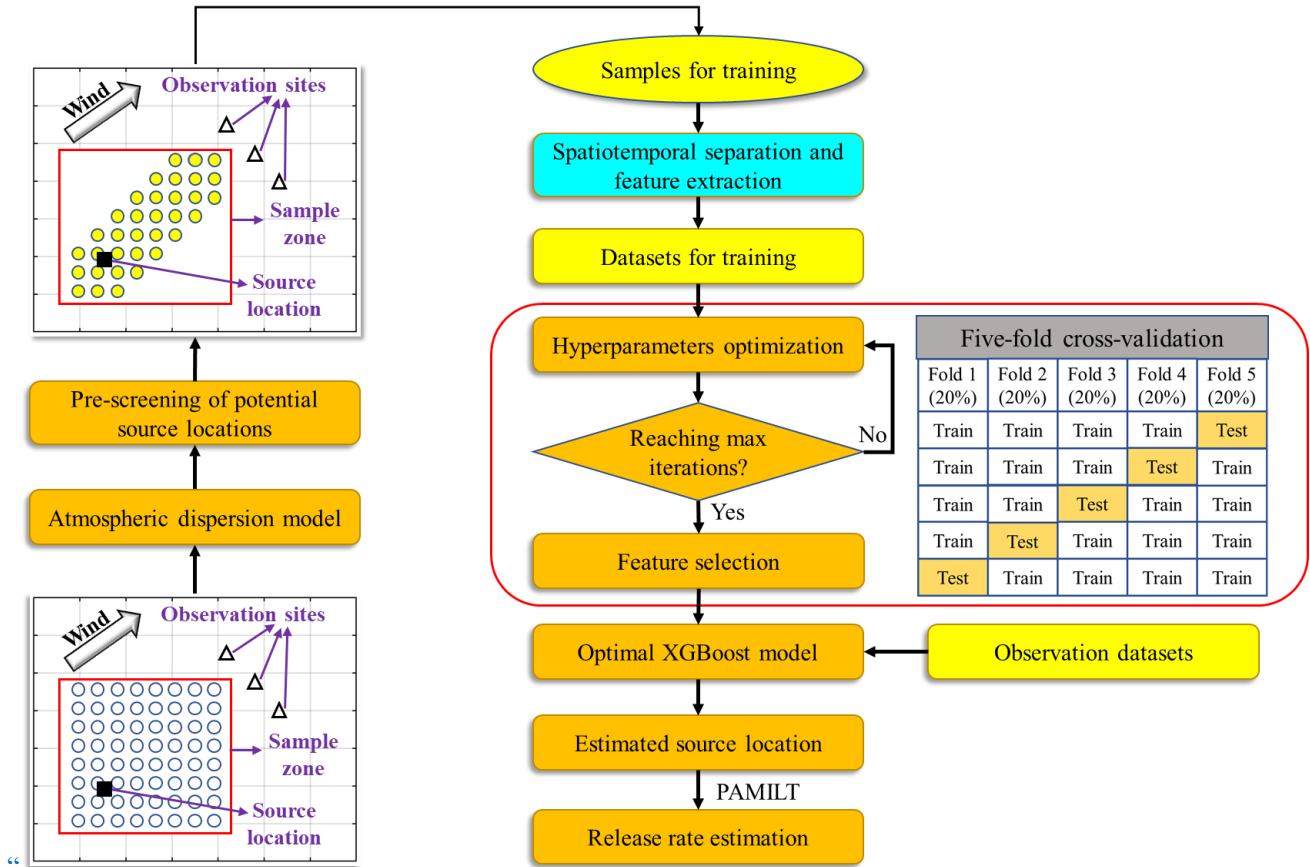 Wind
Observation sites
Sample
zone
Source
location
Pre-screening of potential
source locations
Atmospheric dispersion model
Wind
Observation sites
Sample
zone
Source
location
“
Samples for training
Spatiotemporal separation and
feature extraction
Datasets for training
Hyperparameters optimization
Reaching max
iterations?
No
Yes
Feature selection
Five-fold cross-validation
Fold 1 Fold 2 Fold 3 Fold 4 Fold 5
(20%) (20%) (20%) (20%) (20%)
Train Train Train Train Test
Train Train Train Test Train
Train Train Test Train Train
Train Test Train Train Train
Test Train Train Train Train
Optimal XGBoost model
Observation datasets
Estimated source location
PAMILT
Release rate estimation